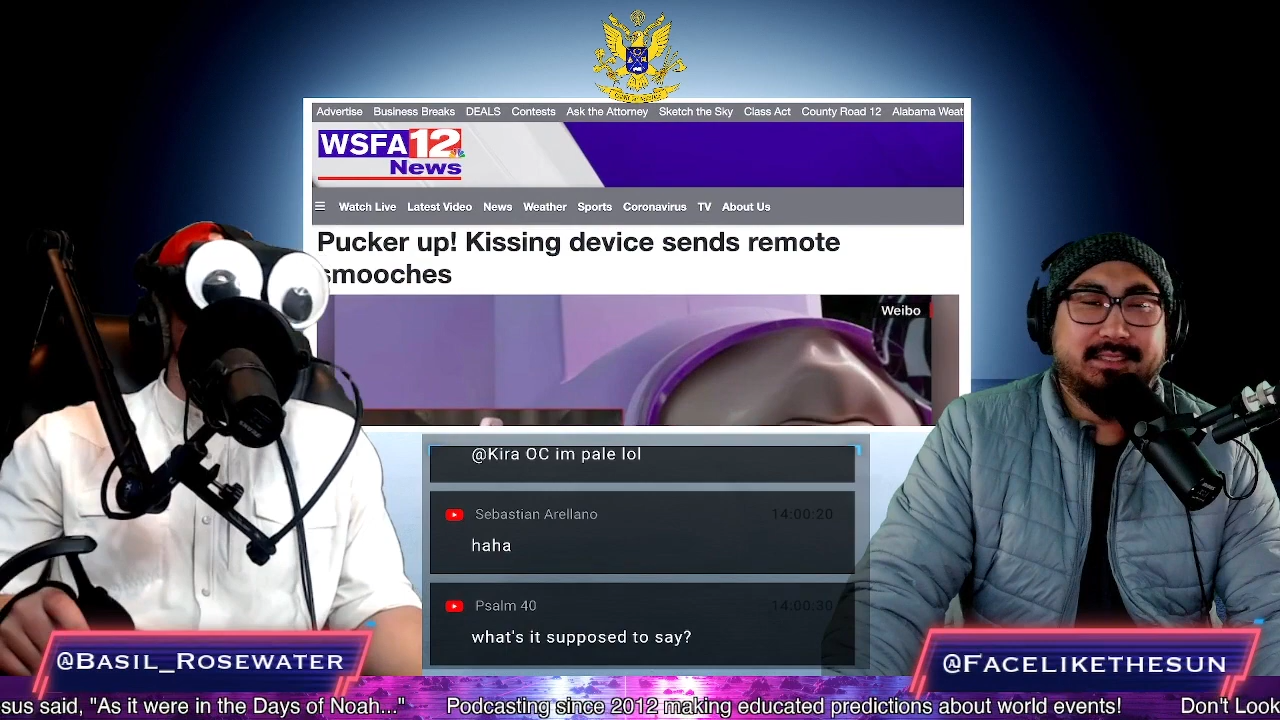 Advertise Business Breaks DEALS Contests Ask the Attorney Sketch the Sky Class Act County Road 12 Alabama Weat
WSFA12
News
Watch Live Latest Video News Weather Sports Coronavirus TV About Us
Pucker up! Kissing device sends remote
smooches
Weibo
@Kira OC im pale lol
Sebastian Arellano 14:00:20
haha
Psalm 40 14:00:30
what's it supposed to say?
@BASIL_ROSEWATER
@FACELIKETHESUN
sus said, "As it were in the Days of Noah..." Podcasting since 2012 making educated predictions about world events! Don't Look